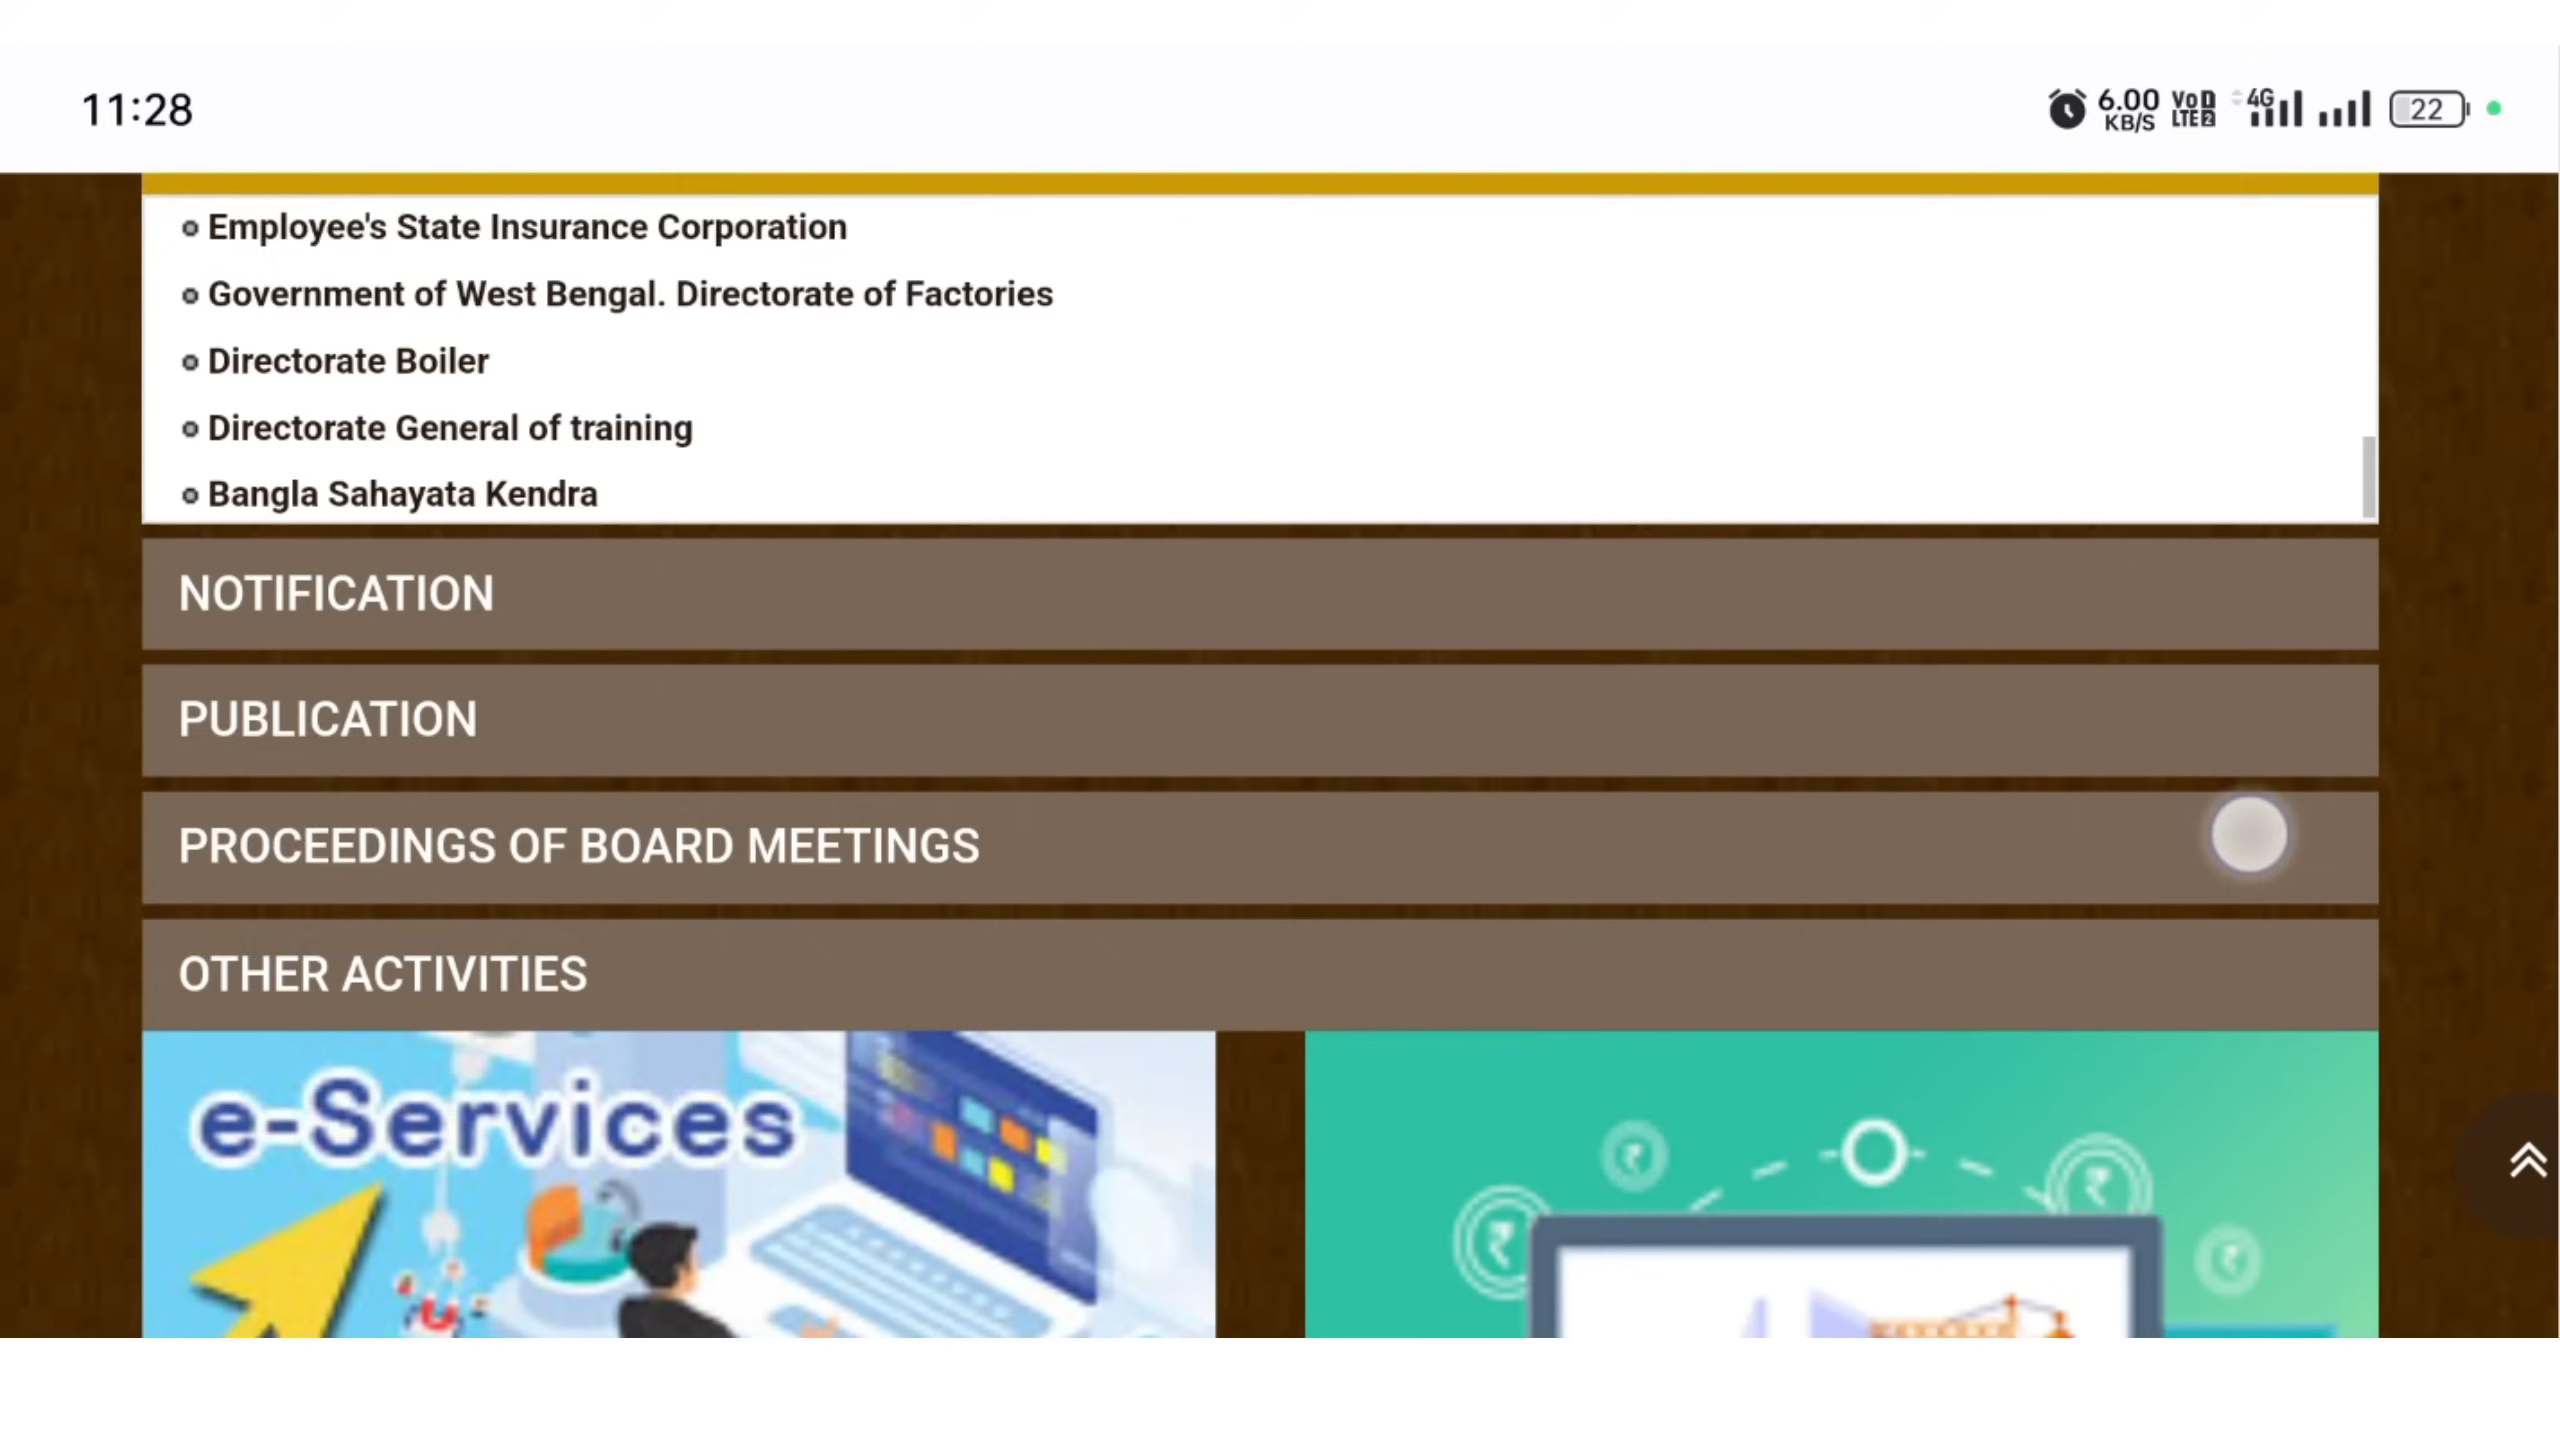 11:28
6.00
KB/S
VoD
LTE2
4G
22
Employee's State Insurance Corporation
Government of West Bengal. Directorate of Factories
Directorate Boiler
Directorate General of training
Bangla Sahayata Kendra
NOTIFICATION
PUBLICATION
PROCEEDINGS OF BOARD MEETINGS
OTHER ACTIVITIES
e-Services
₹
₹
₹
₹